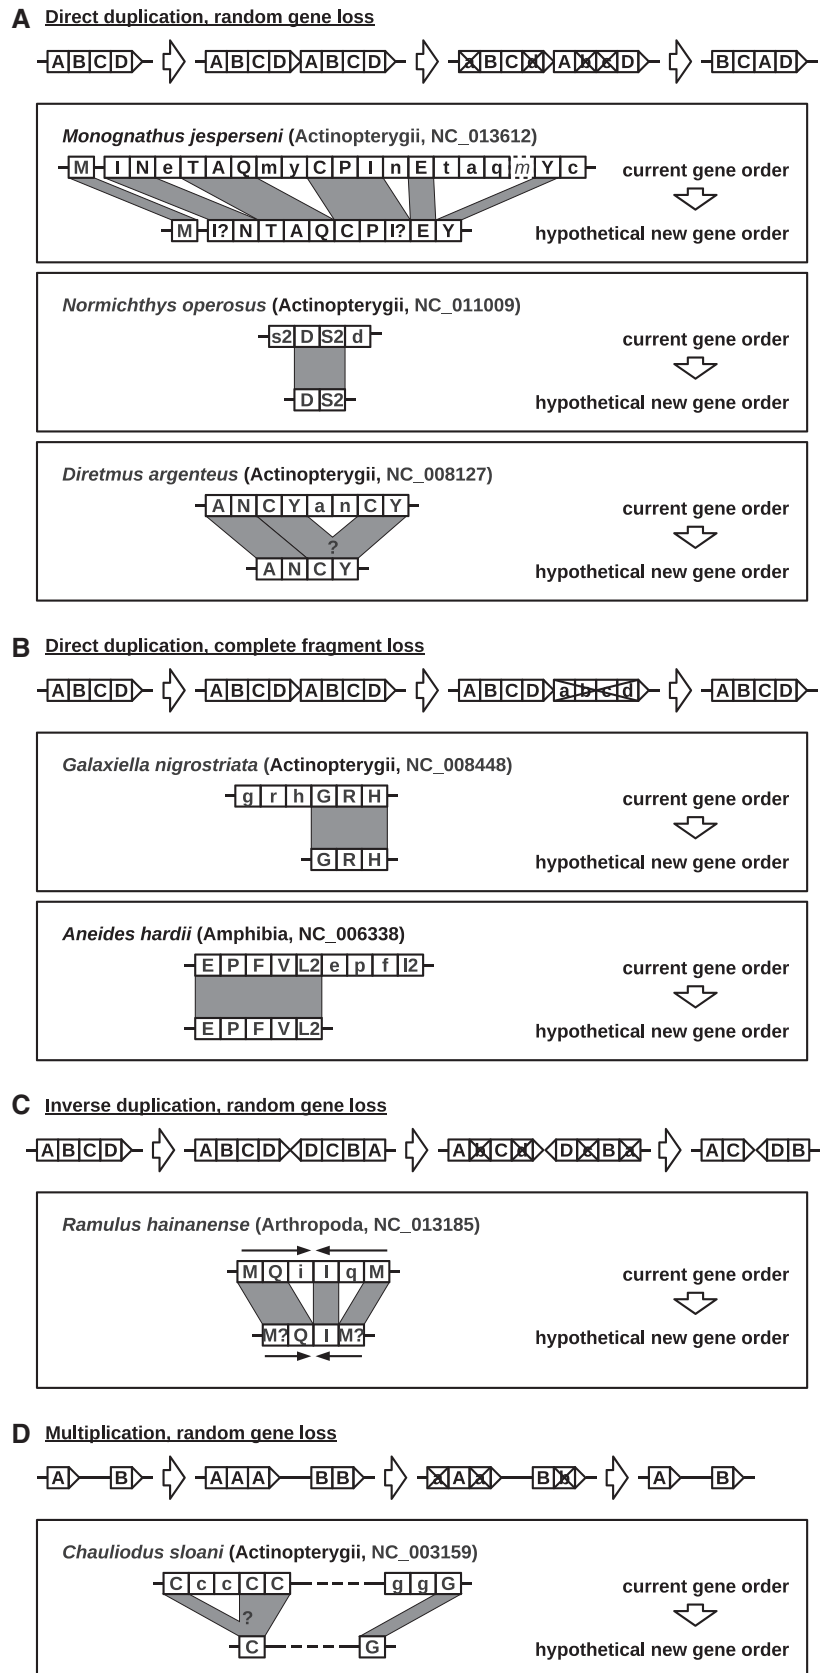 A Direct duplication, random gene loss
A B C D A B C D A B C D a B C d A b c D B C A D
Monognathus jesperseni (Actinopterygii, NC_013612)
M I N e T A Q m y C P I n E t a q m Y c current gene order
M I? N T A Q C P I? E Y hypothetical new gene order
Normichthys operosus (Actinopterygii, NC_011009)
s2 D S2 d current gene order
D S2 hypothetical new gene order
Diretmus argenteus (Actinopterygii, NC_008127)
A N C Y a n C Y current gene order
?
A N C Y hypothetical new gene order
B Direct duplication, complete fragment loss
A B C D A B C D A B C D A B C D a b c d A B C D
Galaxiella nigrostriata (Actinopterygii, NC_008448)
g r h G R H current gene order
G R H hypothetical new gene order
Aneides hardii (Amphibia, NC_006338)
E P F V L2 e p f l2 current gene order
E P F V L2 hypothetical new gene order
C Inverse duplication, random gene loss
A B C D A B C D D C B A A b C d D c B a A C D B
Ramulus hainanense (Arthropoda, NC_013185)
M Q i I q M current gene order
M? Q I M? hypothetical new gene order
D Multiplication, random gene loss
A B A A A B B a A a B b A B
Chauliodus sloani (Actinopterygii, NC_003159)
C c c C C g g G current gene order
?
C G hypothetical new gene order